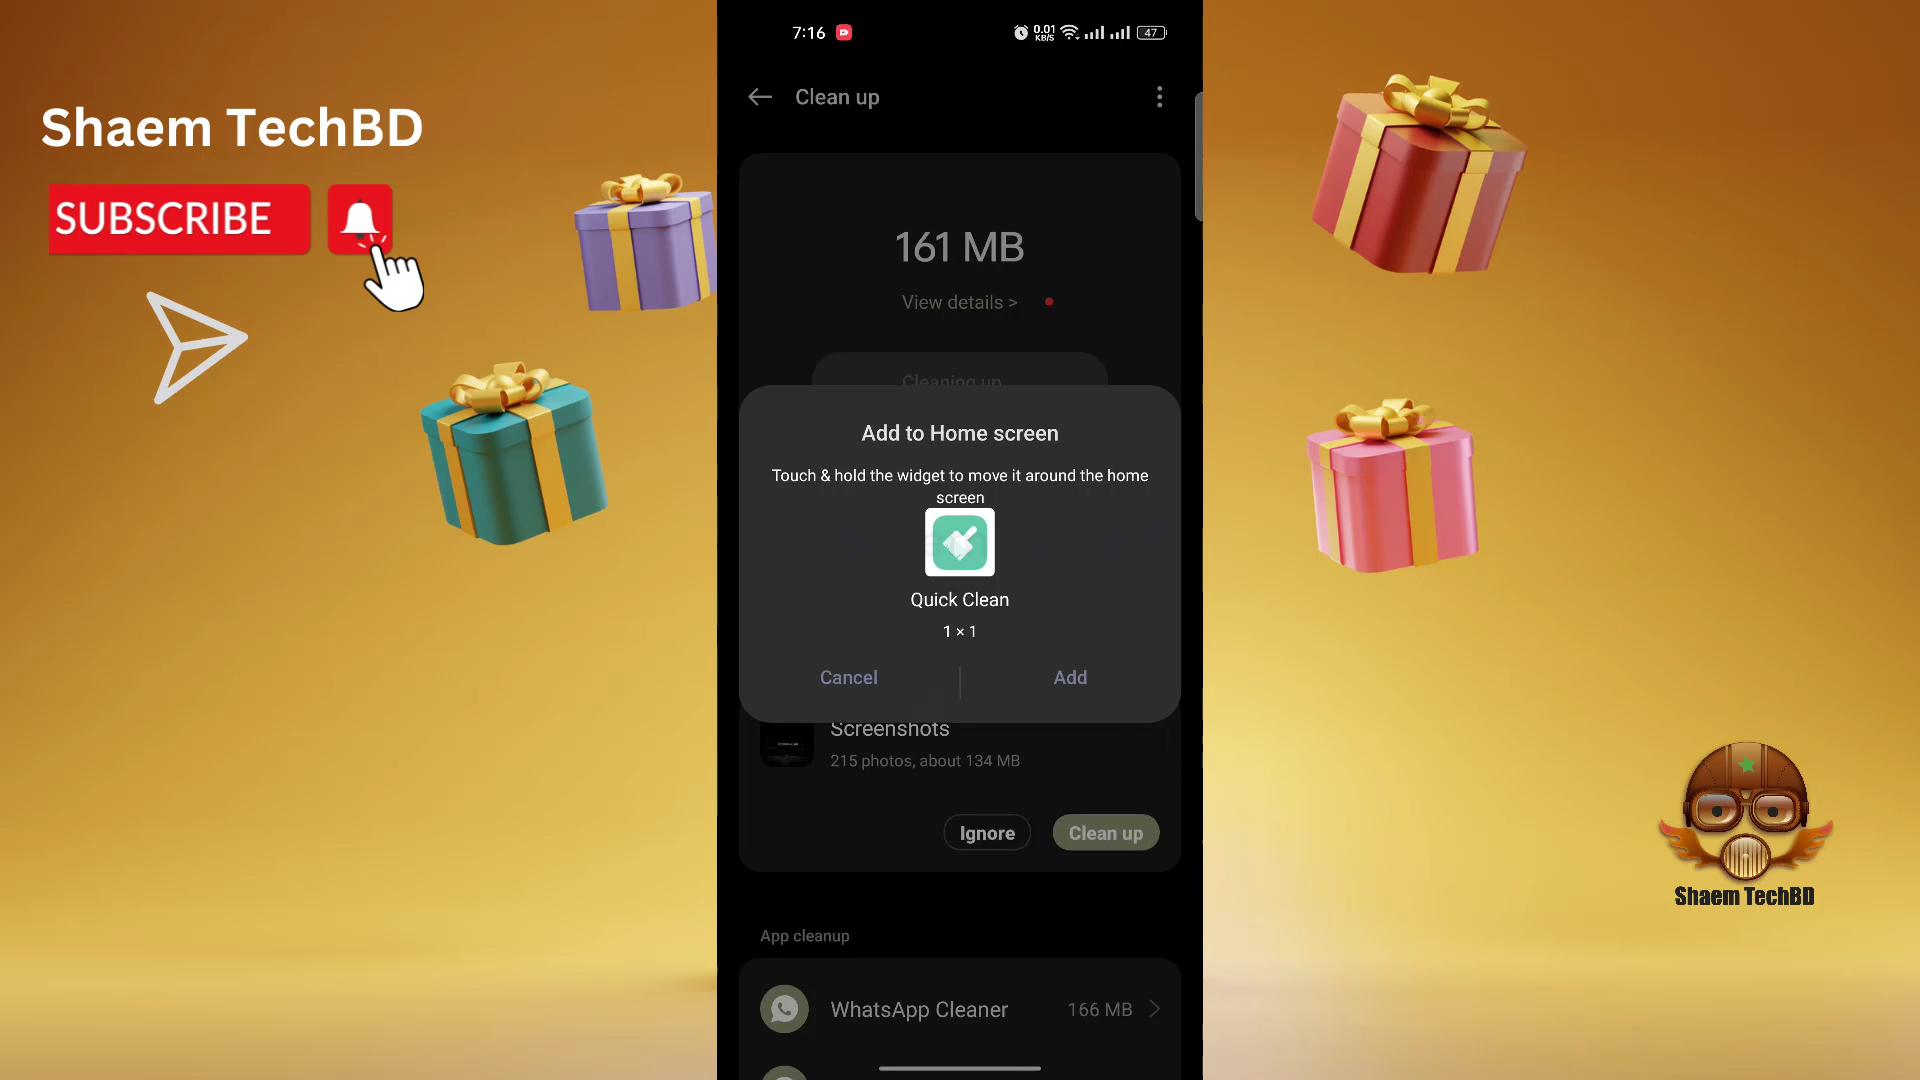 Shaem TechBD
SUBSCRIBE
7:16
0.01
KB/S
47
Clean up
161 MB
View details >
Cleaning up
Add to Home screen
Touch & hold the widget to move it around the home
screen
Quick Clean
1 × 1
Cancel
Add
Screenshots
215 photos, about 134 MB
Ignore
Clean up
App cleanup
WhatsApp Cleaner
166 MB
Shaem TechBD